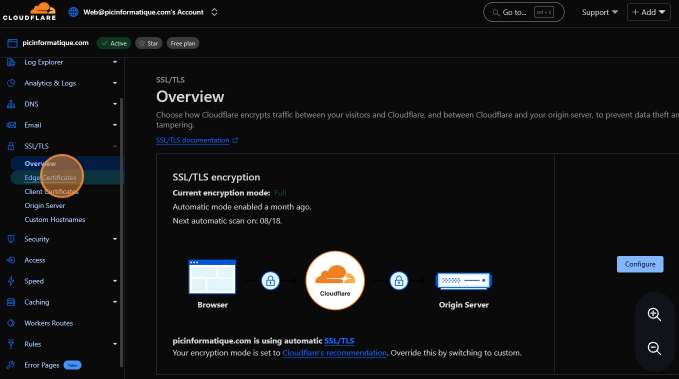 CLOUDFLARE
Web@picinformatique.com's Account
Go to...
ctrl + K
Support
+ Add
picinformatique.com
Active
Star
Free plan
Log Explorer
Analytics & Logs
DNS
Email
SSL/TLS
Overview
Edge Certificates
Client Certificates
Origin Server
Custom Hostnames
Security
Access
Speed
Caching
Workers Routes
Rules
Error Pages New
SSL/TLS
Overview
Choose how Cloudflare encrypts traffic between your visitors and Cloudflare, and between Cloudflare and your origin server, to prevent data theft an
tampering.
SSL/TLS documentation
SSL/TLS encryption
Current encryption mode: Full
Automatic mode enabled a month ago.
Next automatic scan on: 08/18.
Cloudflare
Browser
Origin Server
Configure
picinformatique.com is using automatic SSL/TLS
Your encryption mode is set to Cloudflare's recommendation. Override this by switching to custom.